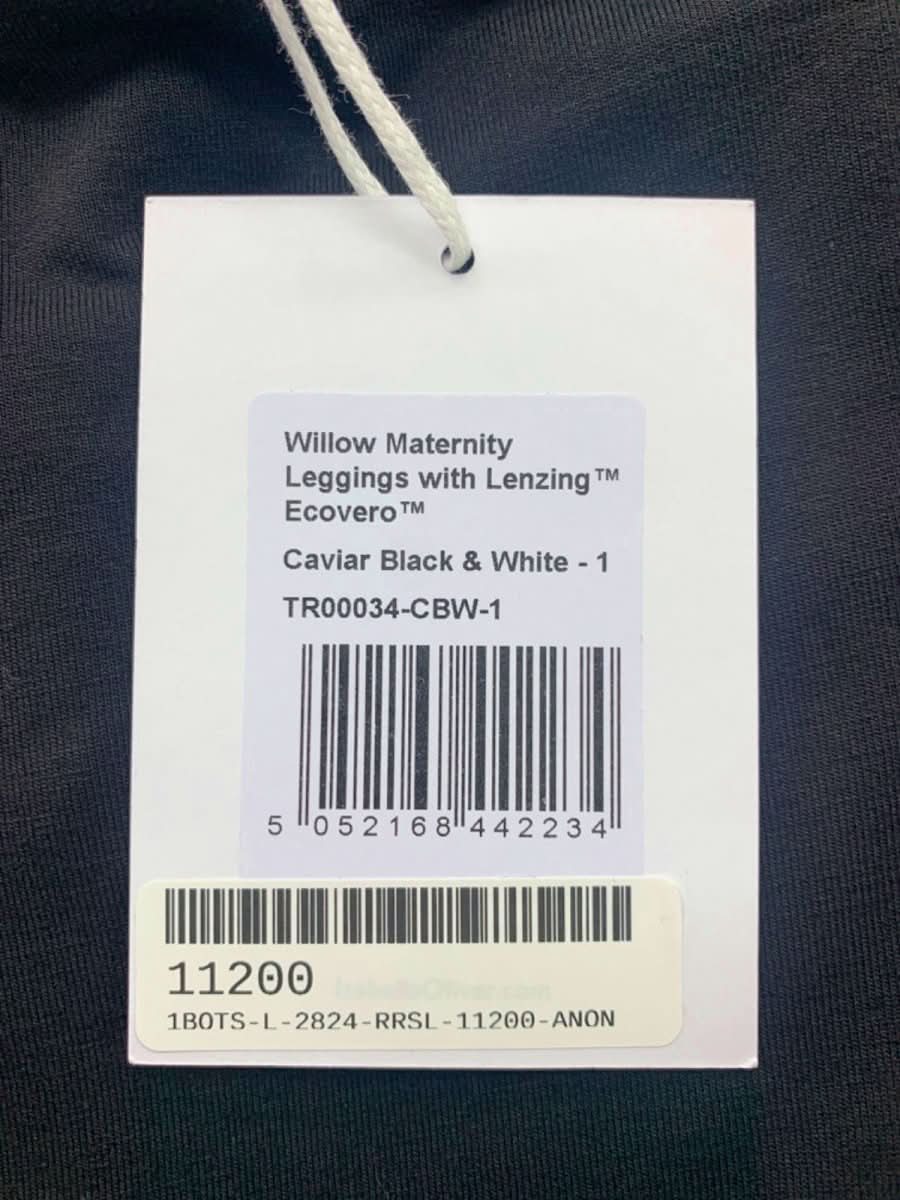 Willow Maternity
Leggings with Lenzing™
Ecovero™
Caviar Black & White - 1
TR00034-CBW-1
5 052168 442234
11200
1BOTS-L-2824-RRSL-11200-ANON